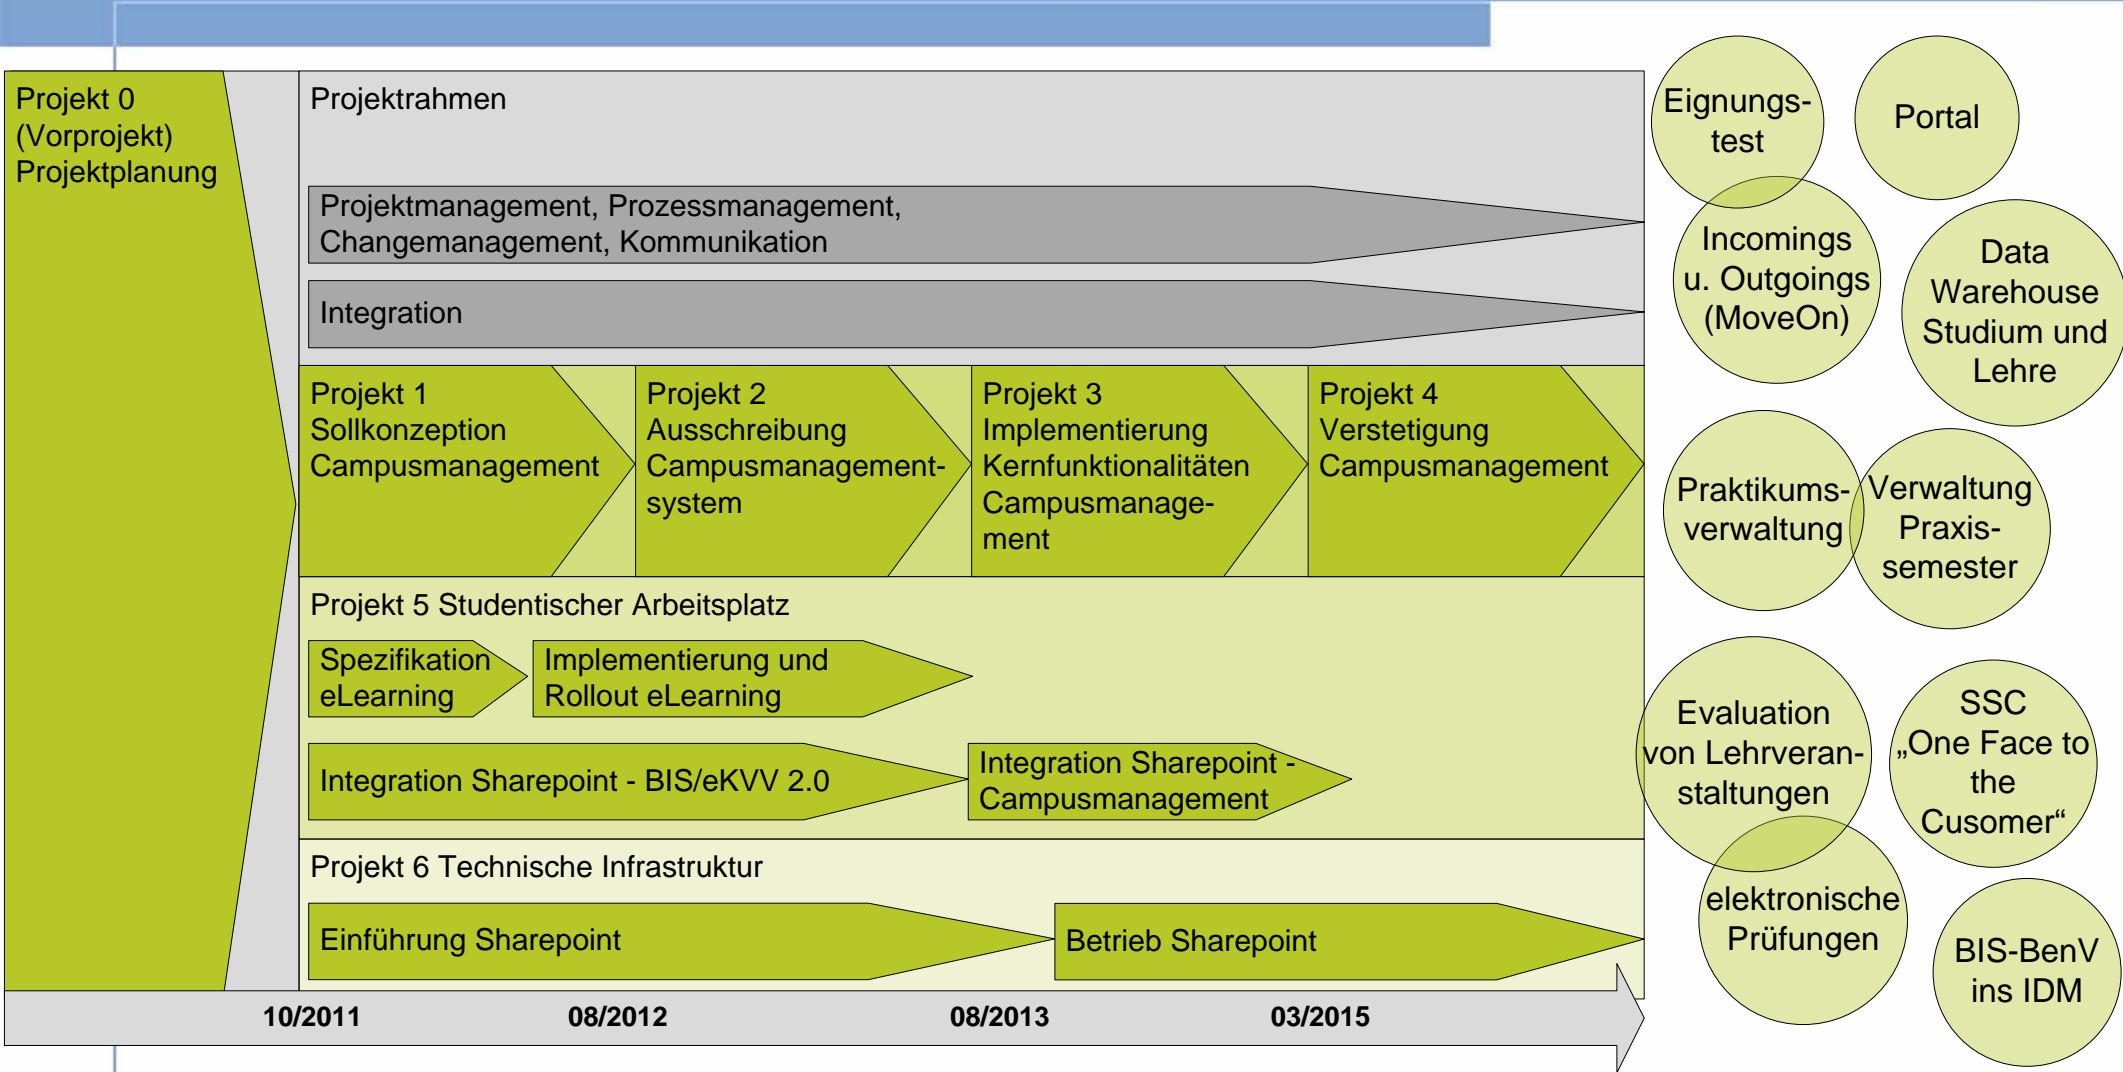 Projekt 0
(Vorprojekt)
Projektplanung
Projektrahmen
Projektmanagement, Prozessmanagement,
Changemanagement, Kommunikation
Integration
Projekt 1
Sollkonzeption
Campusmanagement
Projekt 2
Ausschreibung
Campusmanagement-
system
Projekt 3
Implementierung
Kernfunktionalitäten
Campusmanage-
ment
Projekt 4
Verstetigung
Campusmanagement
Projekt 5 Studentischer Arbeitsplatz
Spezifikation
eLearning
Implementierung und
Rollout eLearning
Integration Sharepoint - BIS/eKVV 2.0
Integration Sharepoint -
Campusmanagement
Projekt 6 Technische Infrastruktur
Einführung Sharepoint
Betrieb Sharepoint
10/2011
08/2012
08/2013
03/2015
Eignungs-
test
Portal
Incomings
u. Outgoings
(MoveOn)
Data
Warehouse
Studium und
Lehre
Praktikums-
verwaltung
Verwaltung
Praxis-
semester
Evaluation
von Lehrveran-
staltungen
SSC
„One Face to
the
Cusomer“
elektronische
Prüfungen
BIS-BenV
ins IDM